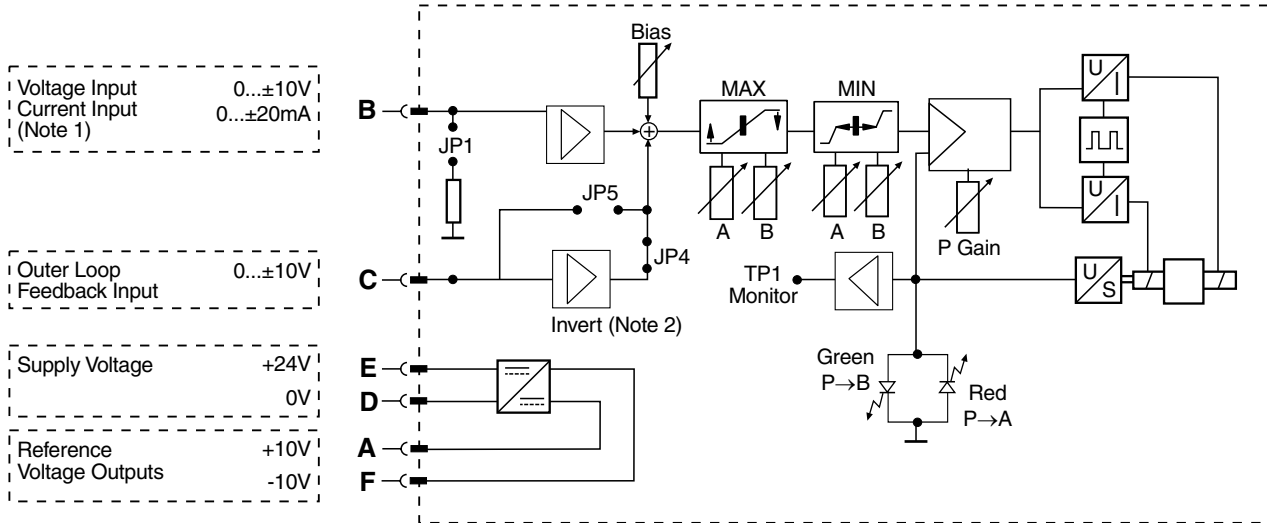 Voltage Input 0...±10V
Current Input 0...±20mA
(Note 1)
B
JP1
Bias
MAX
A B
MIN
A B
P Gain
U
I
U
I
JP5
JP4
Outer Loop 0...±10V
Feedback Input
C
Invert (Note 2)
TP1
Monitor
U
S
Supply Voltage +24V
0V
E
D
Green
P→B
Red
P→A
Reference +10V
Voltage Outputs
-10V
A
F